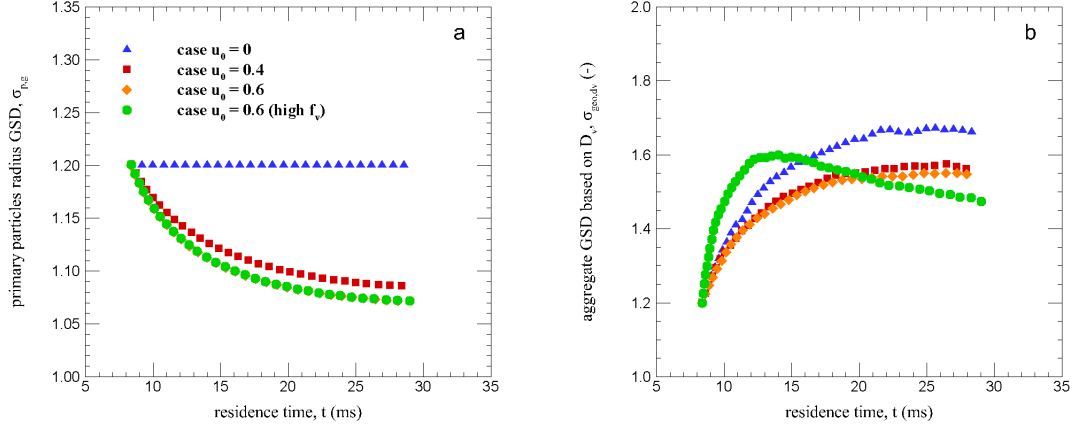 1.35
1.30
1.25
1.20
1.15
1.10
1.05
1.00
primary particles radius GSD, σp,g
a
case u0 = 0
case u0 = 0.4
case u0 = 0.6
case u0 = 0.6 (high fv)
5 10 15 20 25 30 35
residence time, t (ms)
2.0
1.8
1.6
1.4
1.2
1.0
aggregate GSD based on Dv, σgeo,dv (-)
b
5 10 15 20 25 30 35
residence time, t (ms)